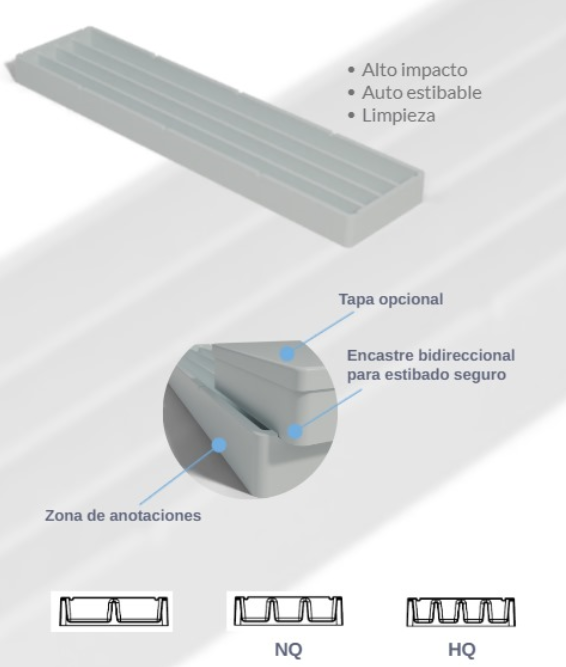 • Alto impacto
• Auto estibable
• Limpieza
Tapa opcional
Encastre bidireccional
para estibado seguro
Zona de anotaciones
NQ
HQ